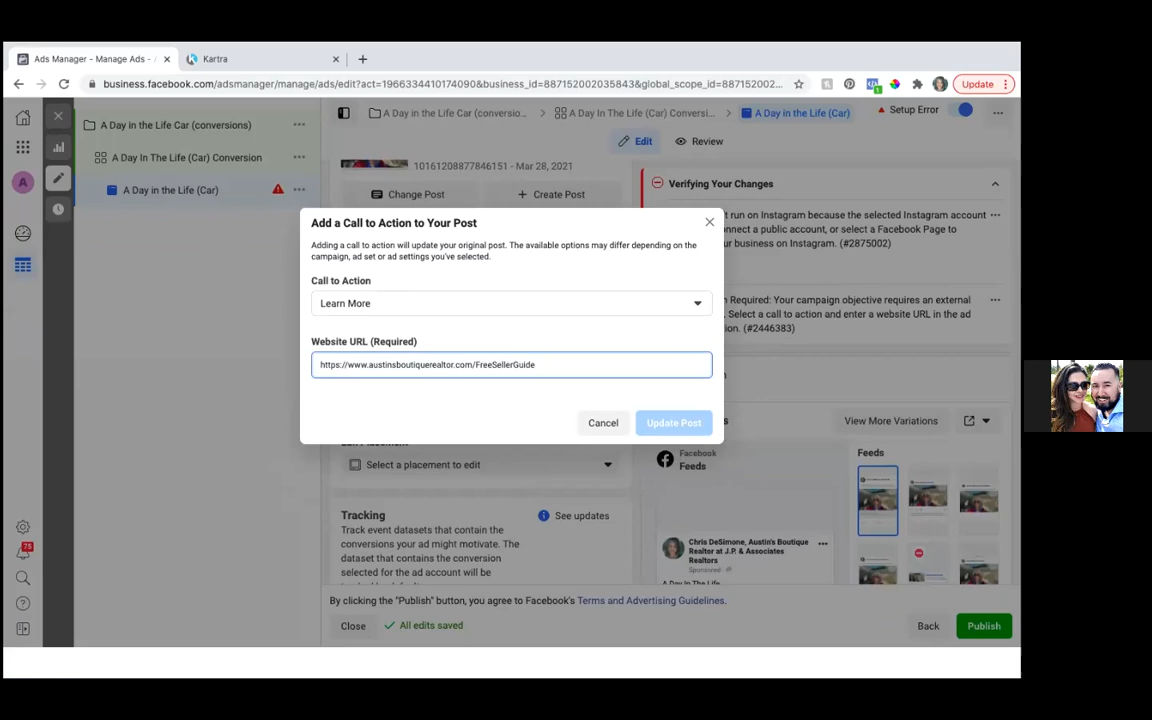 Ads Manager - Manage Ads -
Kartra
business.facebook.com/adsmanager/manage/ads/edit?act=1966334410174090&business_id=887152002035843&global_scope_id=887152002...
Update
A Day in the Life Car (conversions)
A Day In The Life (Car) Conversion
A Day in the Life (Car)
A Day in the Life Car (conversio...
A Day In the Life (Car) Conversi...
A Day in the Life (Car)
Setup Error
Edit
Review
10161208877846151 - Mar 28, 2021
Change Post
Create Post
Verifying Your Changes
t run on Instagram because the selected Instagram account
nnect a public account, or select a Facebook Page to
ur business on Instagram. (#2875002)
Required: Your campaign objective requires an external
Select a call to action and enter a website URL in the ad
on. (#2446383)
Add a Call to Action to Your Post
Adding a call to action will update your original post. The available options may differ depending on the
campaign, ad set or ad settings you've selected.
Call to Action
Learn More
Website URL (Required)
https://www.austinsboutiquerealtor.com/FreeSellerGuide
Cancel
Update Post
View More Variations
Select a placement to edit
Facebook
Feeds
Feeds
Tracking
See updates
Track event datasets that contain the
conversions your ad might motivate. The
dataset that contains the conversion
selected for the ad account will be
Chris DeSimone, Austin's Boutique
Realtor at J.P. & Associates
Realtors
Sponsored
A Day In The Life
By clicking the "Publish" button, you agree to Facebook's Terms and Advertising Guidelines.
Close
All edits saved
Back
Publish
A
75